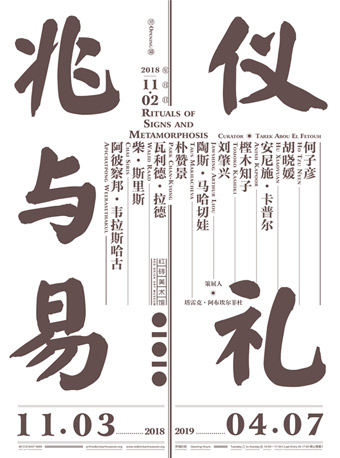 仪礼
兆与易
OPENING
2018
11.02
RITUALS OF
SIGNS AND
METAMORPHOSIS
CURATOR ✷ TAREK ABOU EL FETOUH
何子彦
HO TZU NYEN
胡晓媛
HU XIAOYUAN
安尼施·卡普尔
ANISH KAPOOR
樫木知子
TOMOKO KASHIKI
刘肇兴
JAWSHING ARTHUR LIOU
陶斯·马哈切娃
TAUS MAKHACHEVA
朴赞景
PARK CHAN-KYONG
瓦利德·拉德
WALID RAAD
柴·斯里斯
CHAI SIRIS
阿彼察邦·韦拉斯哈古
APICHATPONG WEERASETHAKUL
策展人
✷
塔雷克·阿布埃尔菲杜
红砖美术馆
11.03 2018
2019 04.07